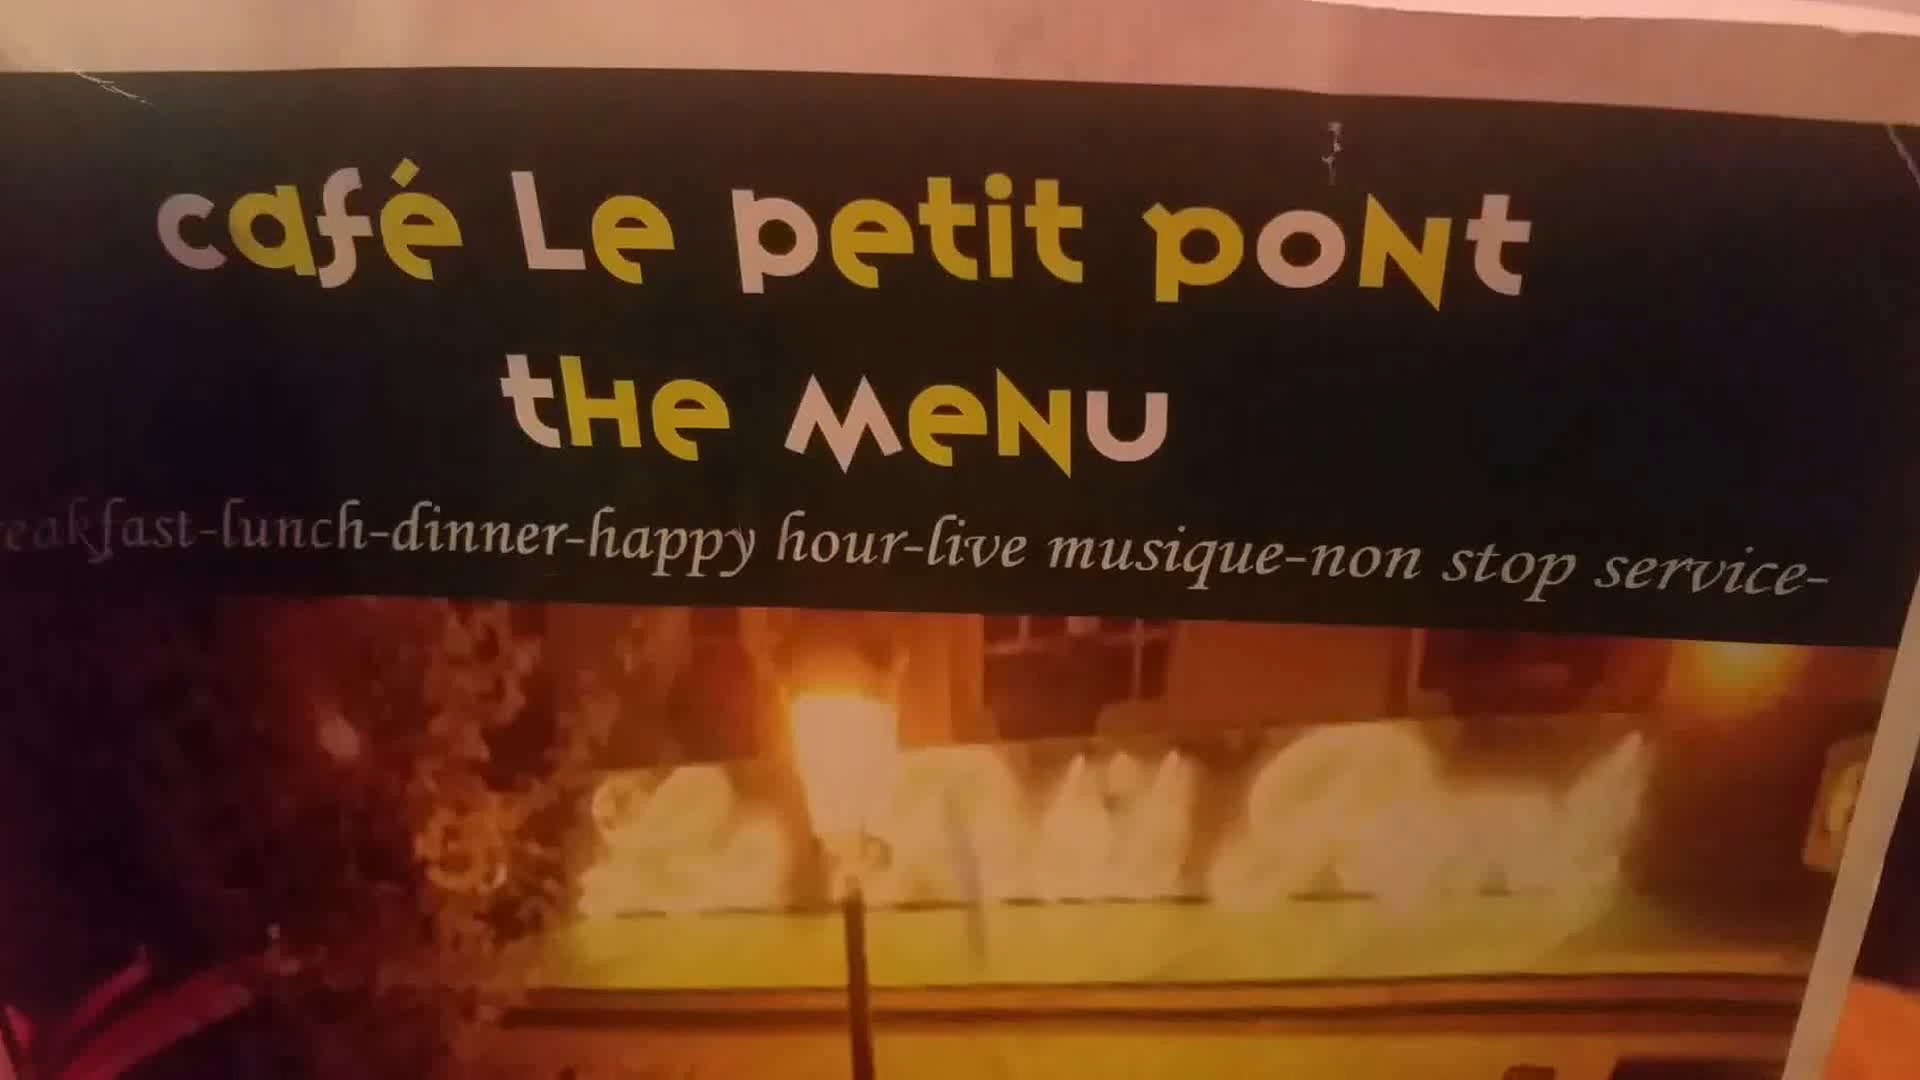 café Le petit pont
the menu
eakfast-lunch-dinner-happy hour-live musique-non stop service-